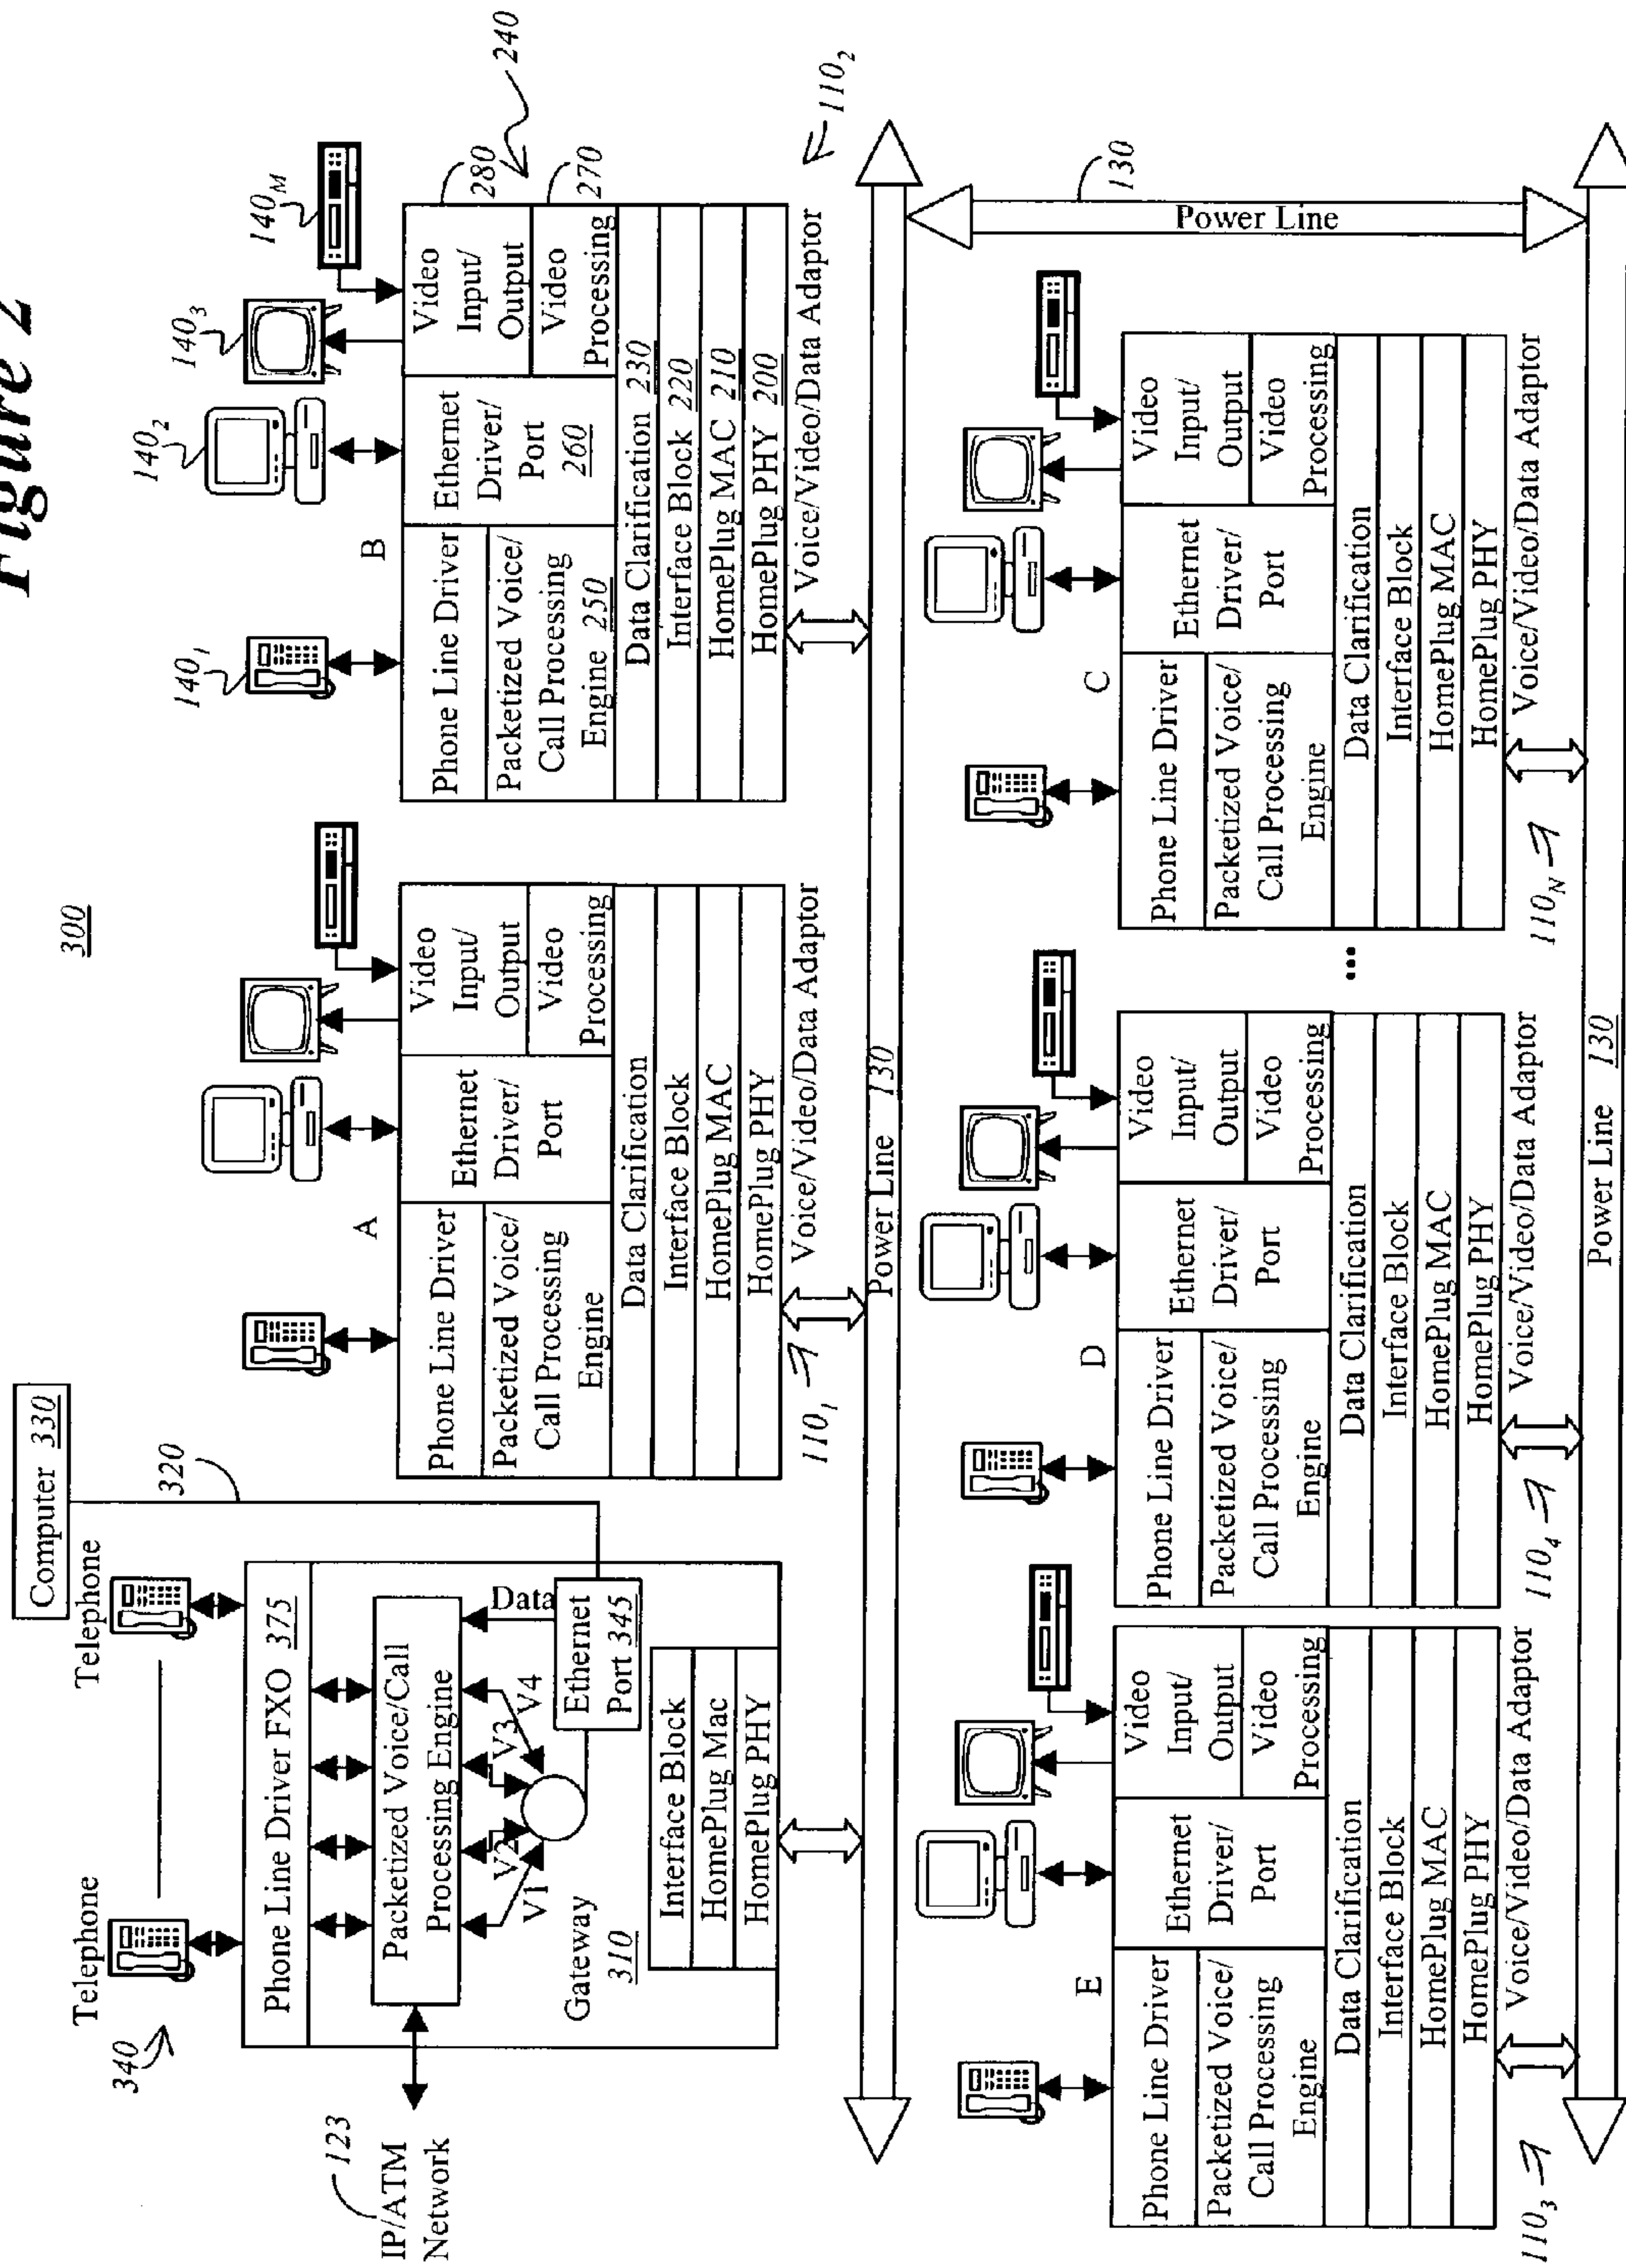 Figure 2
300
Computer 330
320
Telephone
Telephone
340
Phone Line Driver FXO 375
Packetized Voice/Call
Processing Engine
Data
V1
V2
V3
V4
Ethernet
Port 345
Gateway
310
Interface Block
HomePlug Mac
HomePlug PHY
123
IP/ATM
Network
A
Phone Line Driver
Packetized Voice/
Call Processing
Engine
Ethernet
Driver/
Port
Video
Input/
Output
Video
Processing
Data Clarification
Interface Block
HomePlug MAC
HomePlug PHY
Voice/Video/Data Adaptor
110₁
140₁
140₂
140₃
140M
B
Phone Line Driver
Packetized Voice/
Call Processing
Engine 250
Ethernet
Driver/
Port
260
Video
Input/
Output
Video
Processing
280
270
240
Data Clarification 230
Interface Block 220
HomePlug MAC 210
HomePlug PHY 200
Voice/Video/Data Adaptor
110₂
Power Line 130
Power Line
130
E
Phone Line Driver
Packetized Voice/
Call Processing
Engine
Ethernet
Driver/
Port
Video
Input/
Output
Video
Processing
Data Clarification
Interface Block
HomePlug MAC
HomePlug PHY
Voice/Video/Data Adaptor
110₃
D
Phone Line Driver
Packetized Voice/
Call Processing
Engine
Ethernet
Driver/
Port
Video
Input/
Output
Video
Processing
Data Clarification
Interface Block
HomePlug MAC
HomePlug PHY
Voice/Video/Data Adaptor
110₄
...
C
Phone Line Driver
Packetized Voice/
Call Processing
Engine
Ethernet
Driver/
Port
Video
Input/
Output
Video
Processing
Data Clarification
Interface Block
HomePlug MAC
HomePlug PHY
Voice/Video/Data Adaptor
110N
Power Line 130